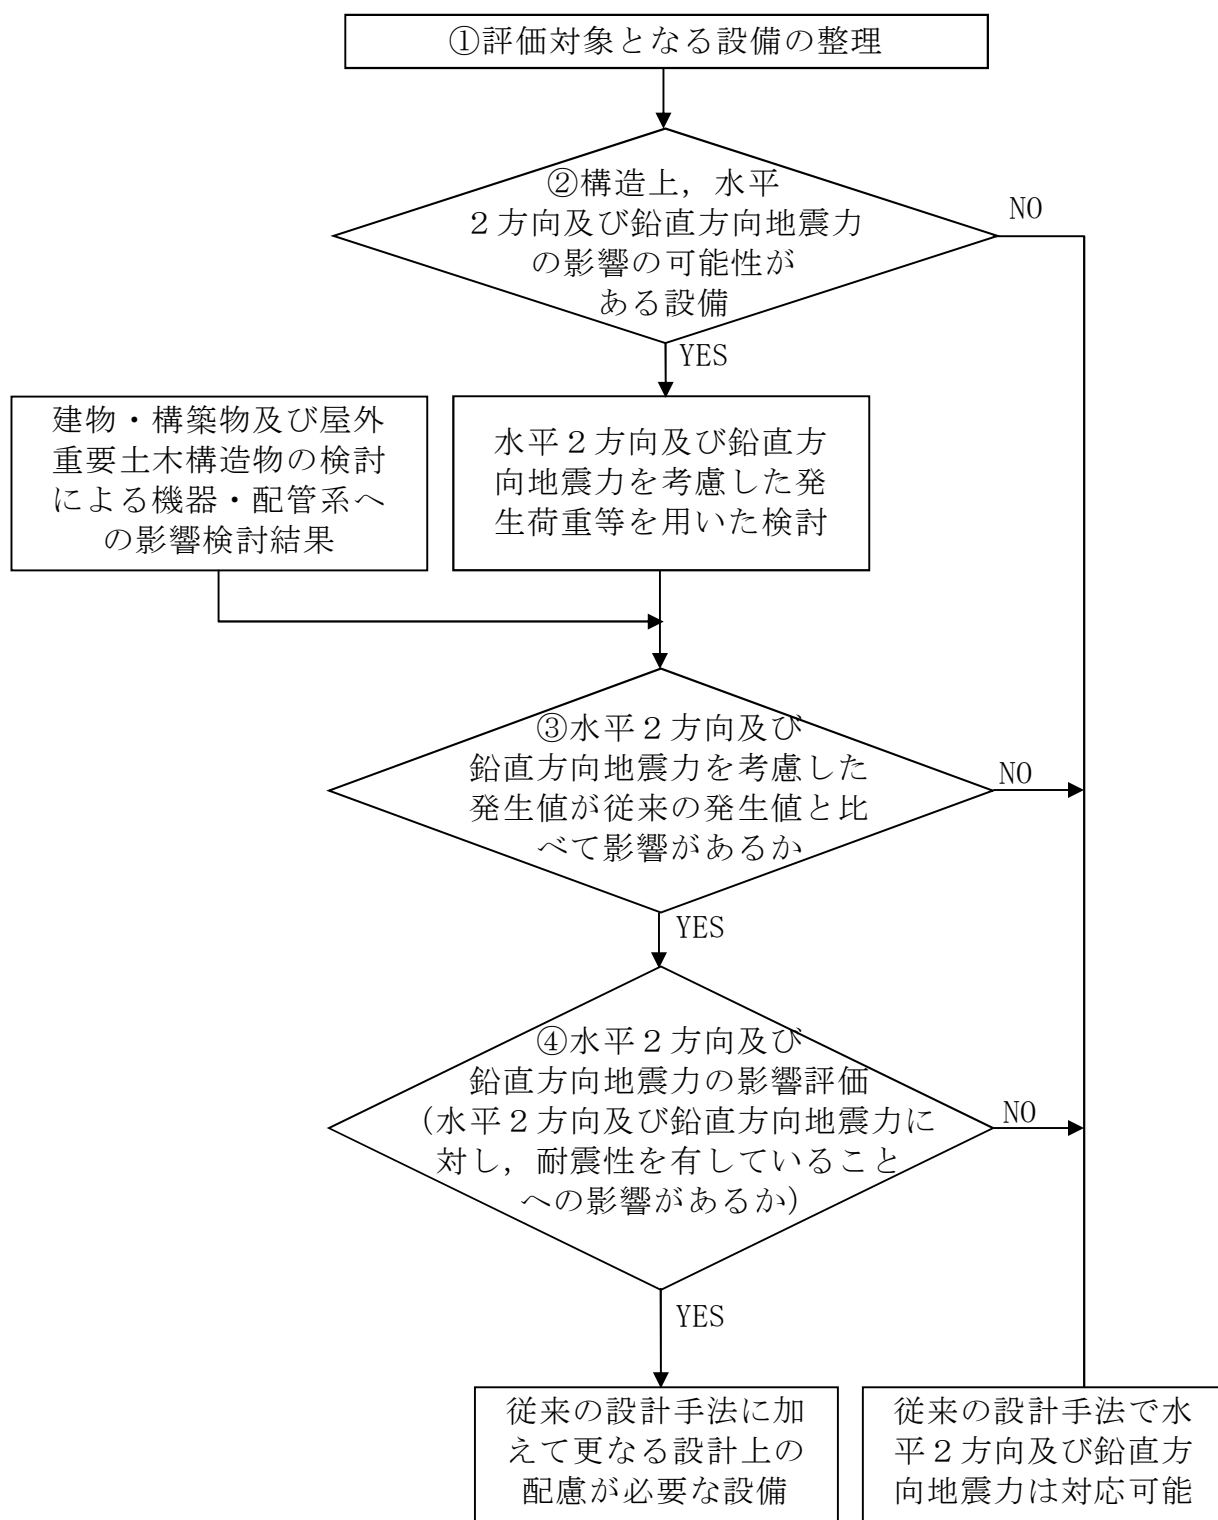 ①評価対象となる設備の整理
②構造上，水平
２方向及び鉛直方向地震力
の影響の可能性が
ある設備
NO
YES
建物・構築物及び屋外
重要土木構造物の検討
による機器・配管系へ
の影響検討結果
水平２方向及び鉛直方
向地震力を考慮した発
生荷重等を用いた検討
③水平２方向及び
鉛直方向地震力を考慮した
発生値が従来の発生値と比
べて影響があるか
NO
YES
④水平２方向及び
鉛直方向地震力の影響評価
（水平２方向及び鉛直方向地震力に
対し，耐震性を有していること
への影響があるか）
NO
YES
従来の設計手法に加
えて更なる設計上の
配慮が必要な設備
従来の設計手法で水
平２方向及び鉛直方
向地震力は対応可能